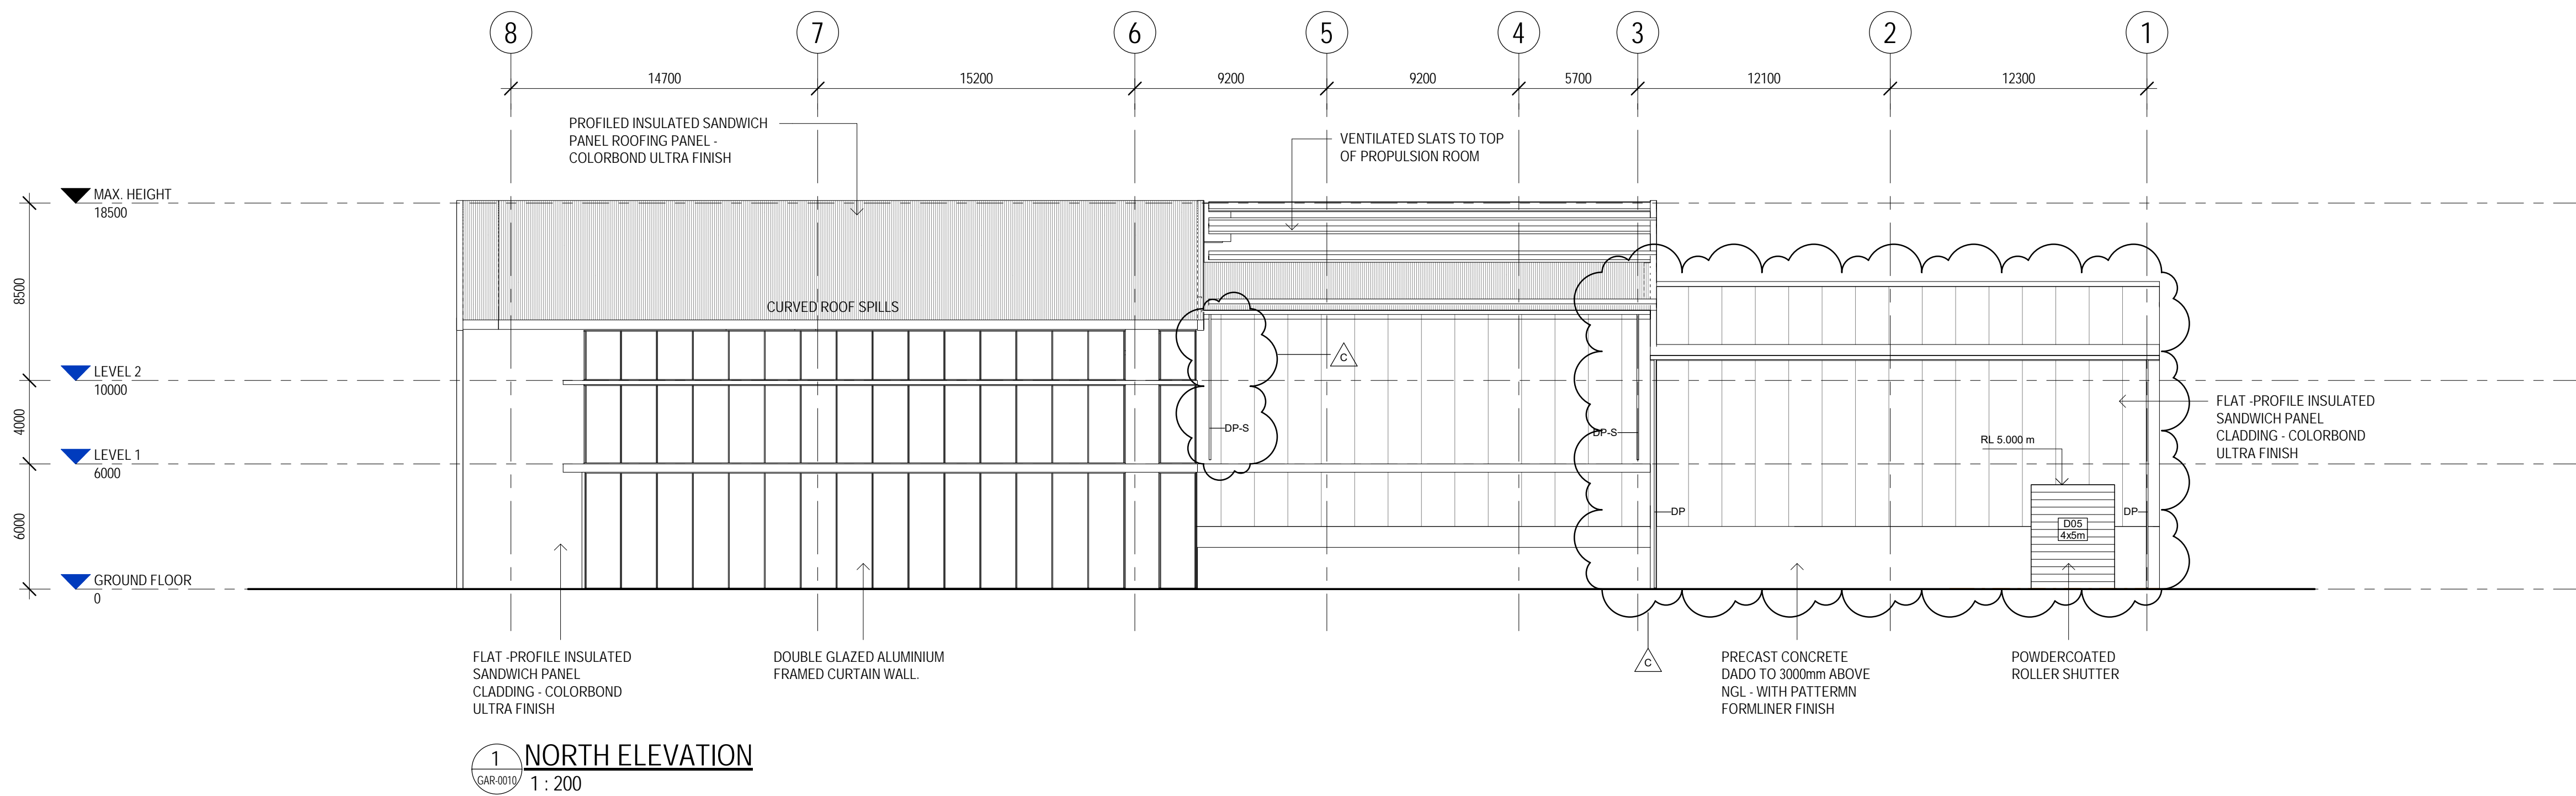 8 7 6 5 4 3 2 1
14700 15200 9200 9200 5700 12100 12300
PROFILED INSULATED SANDWICH
PANEL ROOFING PANEL -
COLORBOND ULTRA FINISH
VENTILATED SLATS TO TOP
OF PROPULSION ROOM
MAX. HEIGHT
18500
8500
CURVED ROOF SPILLS
C
LEVEL 2
10000
4000
DP-S
DP-S
FLAT -PROFILE INSULATED
SANDWICH PANEL
CLADDING - COLORBOND
ULTRA FINISH
RL 5.000 m
LEVEL 1
6000
6000
DP
DP
D05
4x5m
GROUND FLOOR
0
FLAT -PROFILE INSULATED
SANDWICH PANEL
CLADDING - COLORBOND
ULTRA FINISH
DOUBLE GLAZED ALUMINIUM
FRAMED CURTAIN WALL.
C
PRECAST CONCRETE
DADO TO 3000mm ABOVE
NGL - WITH PATTERMN
FORMLINER FINISH
POWDERCOATED
ROLLER SHUTTER
1
GAR-0010
NORTH ELEVATION
1 : 200